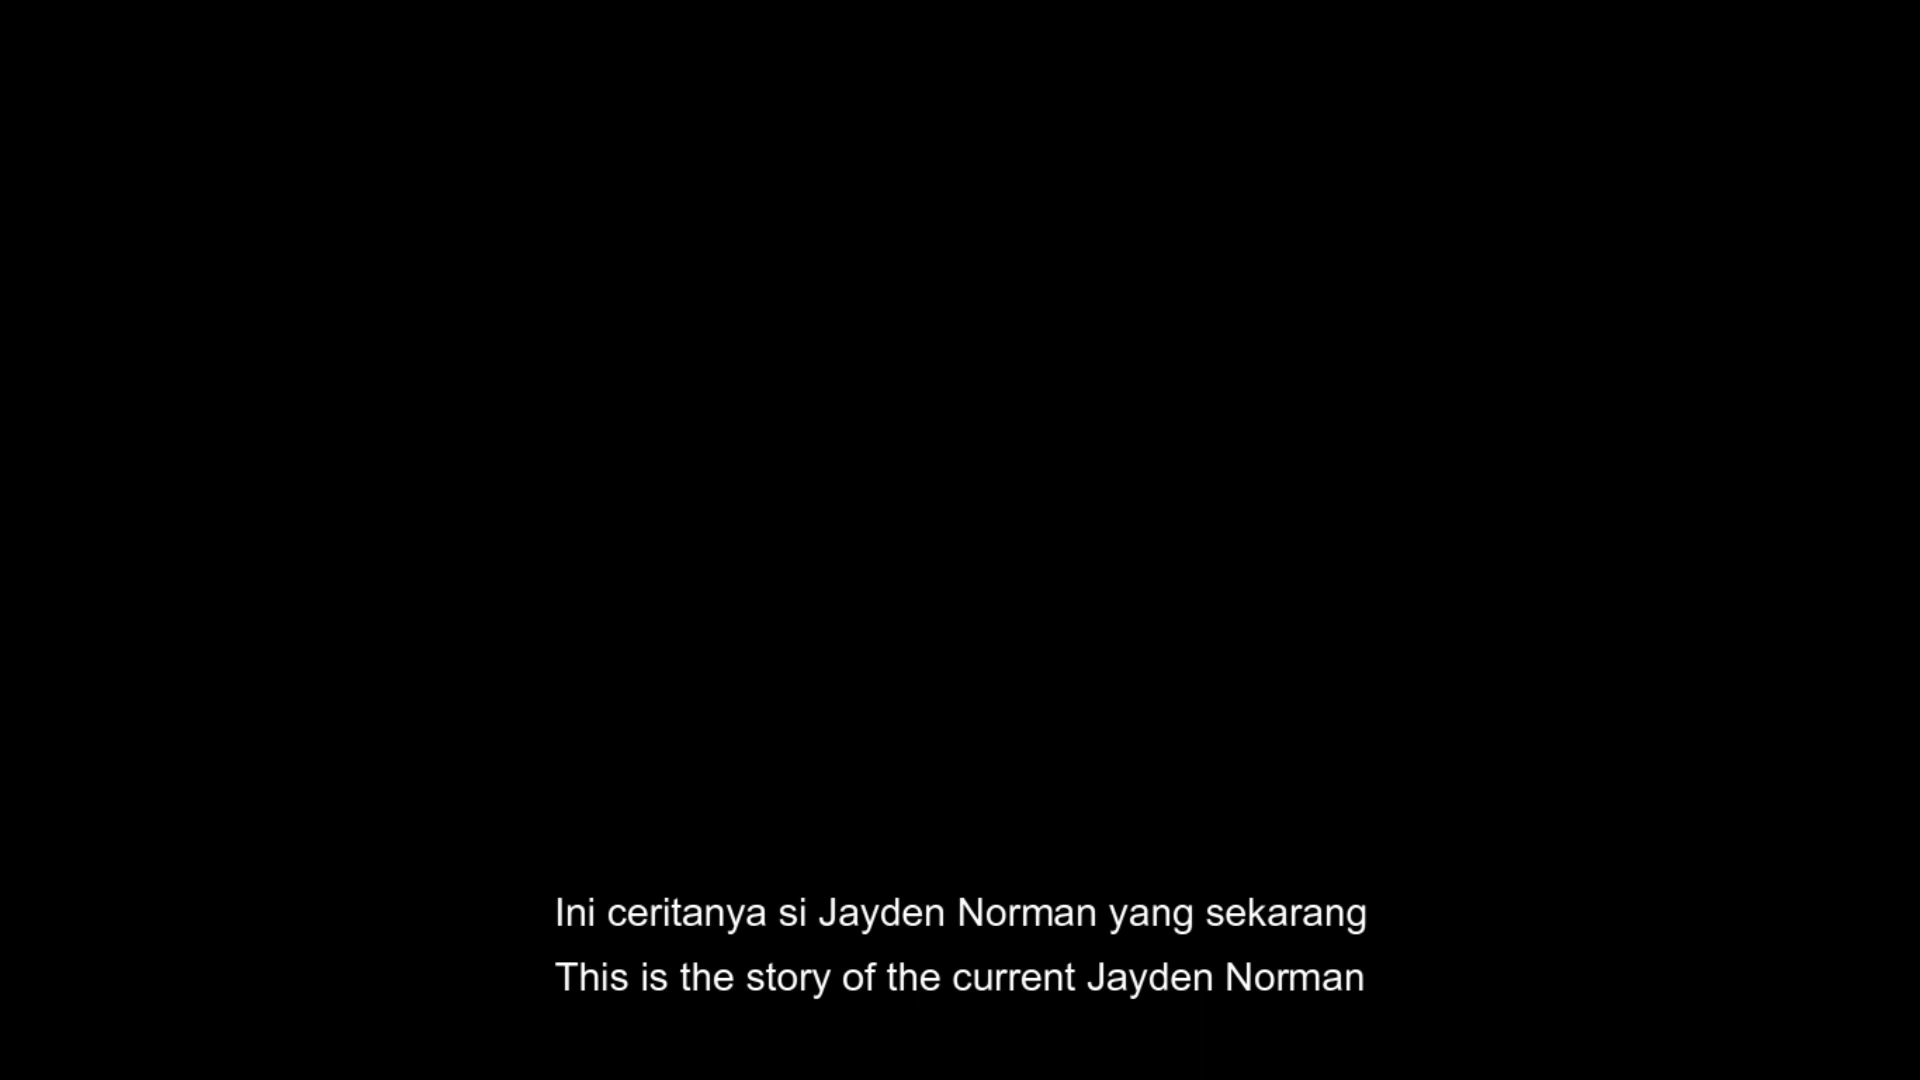 Ini ceritanya si Jayden Norman yang sekarang
This is the story of the current Jayden Norman